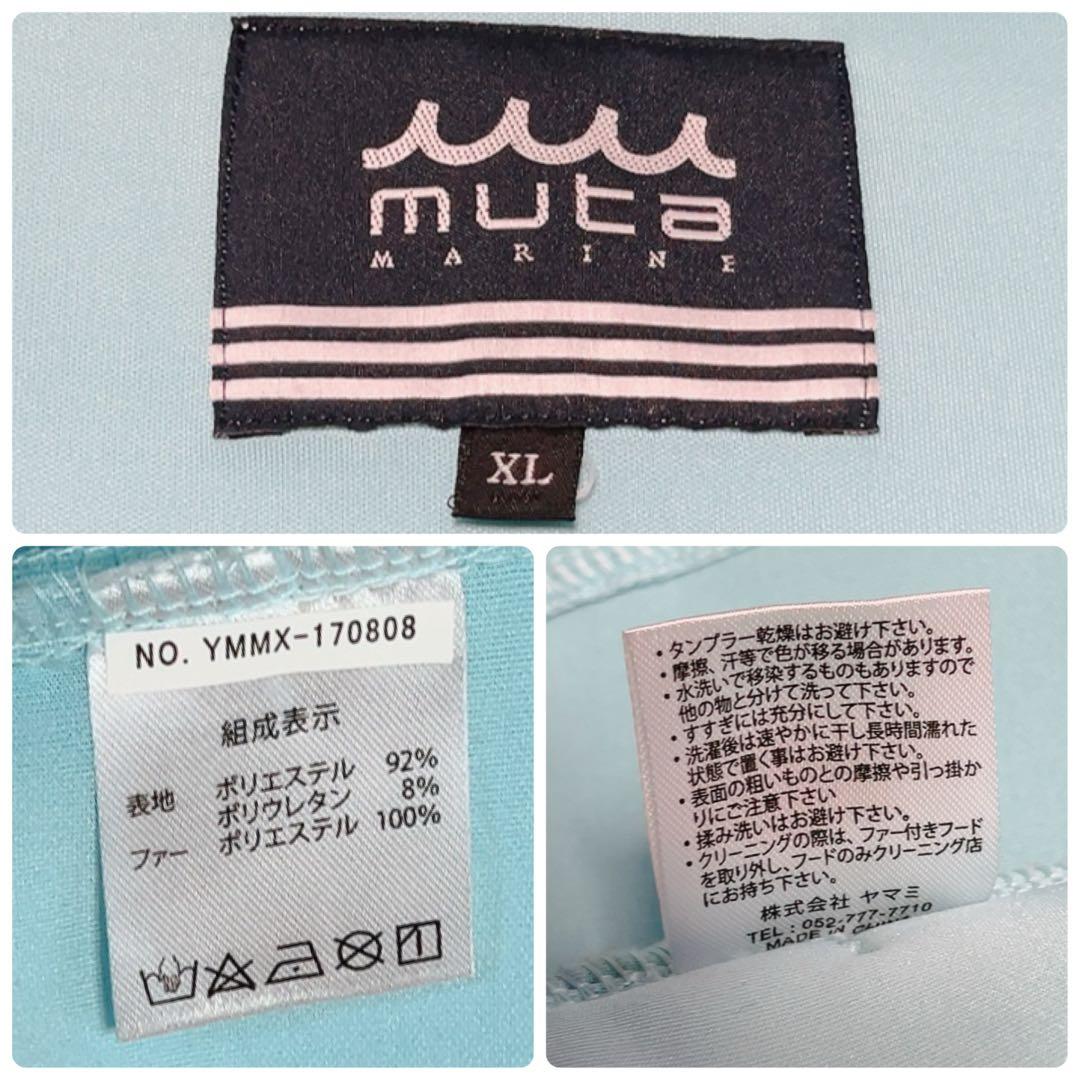 muta
MARINE
XL
NO. YMMX-170808
組成表示
表地 ポリエステル 92%
ポリウレタン 8%
ファー ポリエステル 100%
・タンブラー乾燥はお避け下さい。
・摩擦、汗等で色が移る場合があります。
・水洗いで移染するものもありますので
他の物と分けて洗って下さい。
・すすぎには充分にして下さい。
・洗濯後は速やかに干し長時間濡れた
状態で置く事はお避け下さい。
・表面の粗いものとの摩擦や引っ掛か
りにご注意下さい
・揉み洗いはお避け下さい。
・クリーニングの際は、ファー付きフード
を取り外し、フードのみクリーニング店
にお持ち下さい。
株式会社 ヤマミ
TEL：052-777-7710
MADE IN CHINA